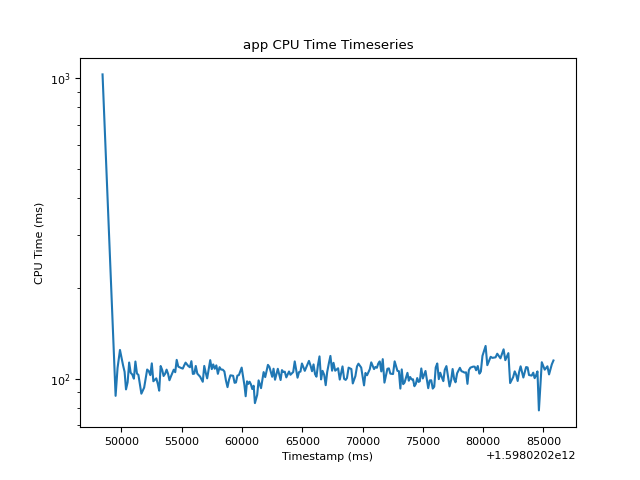 app CPU Time Timeseries
CPU Time (ms)
10³
10²
50000 55000 60000 65000 70000 75000 80000 85000
Timestamp (ms)
+1.5980202e12